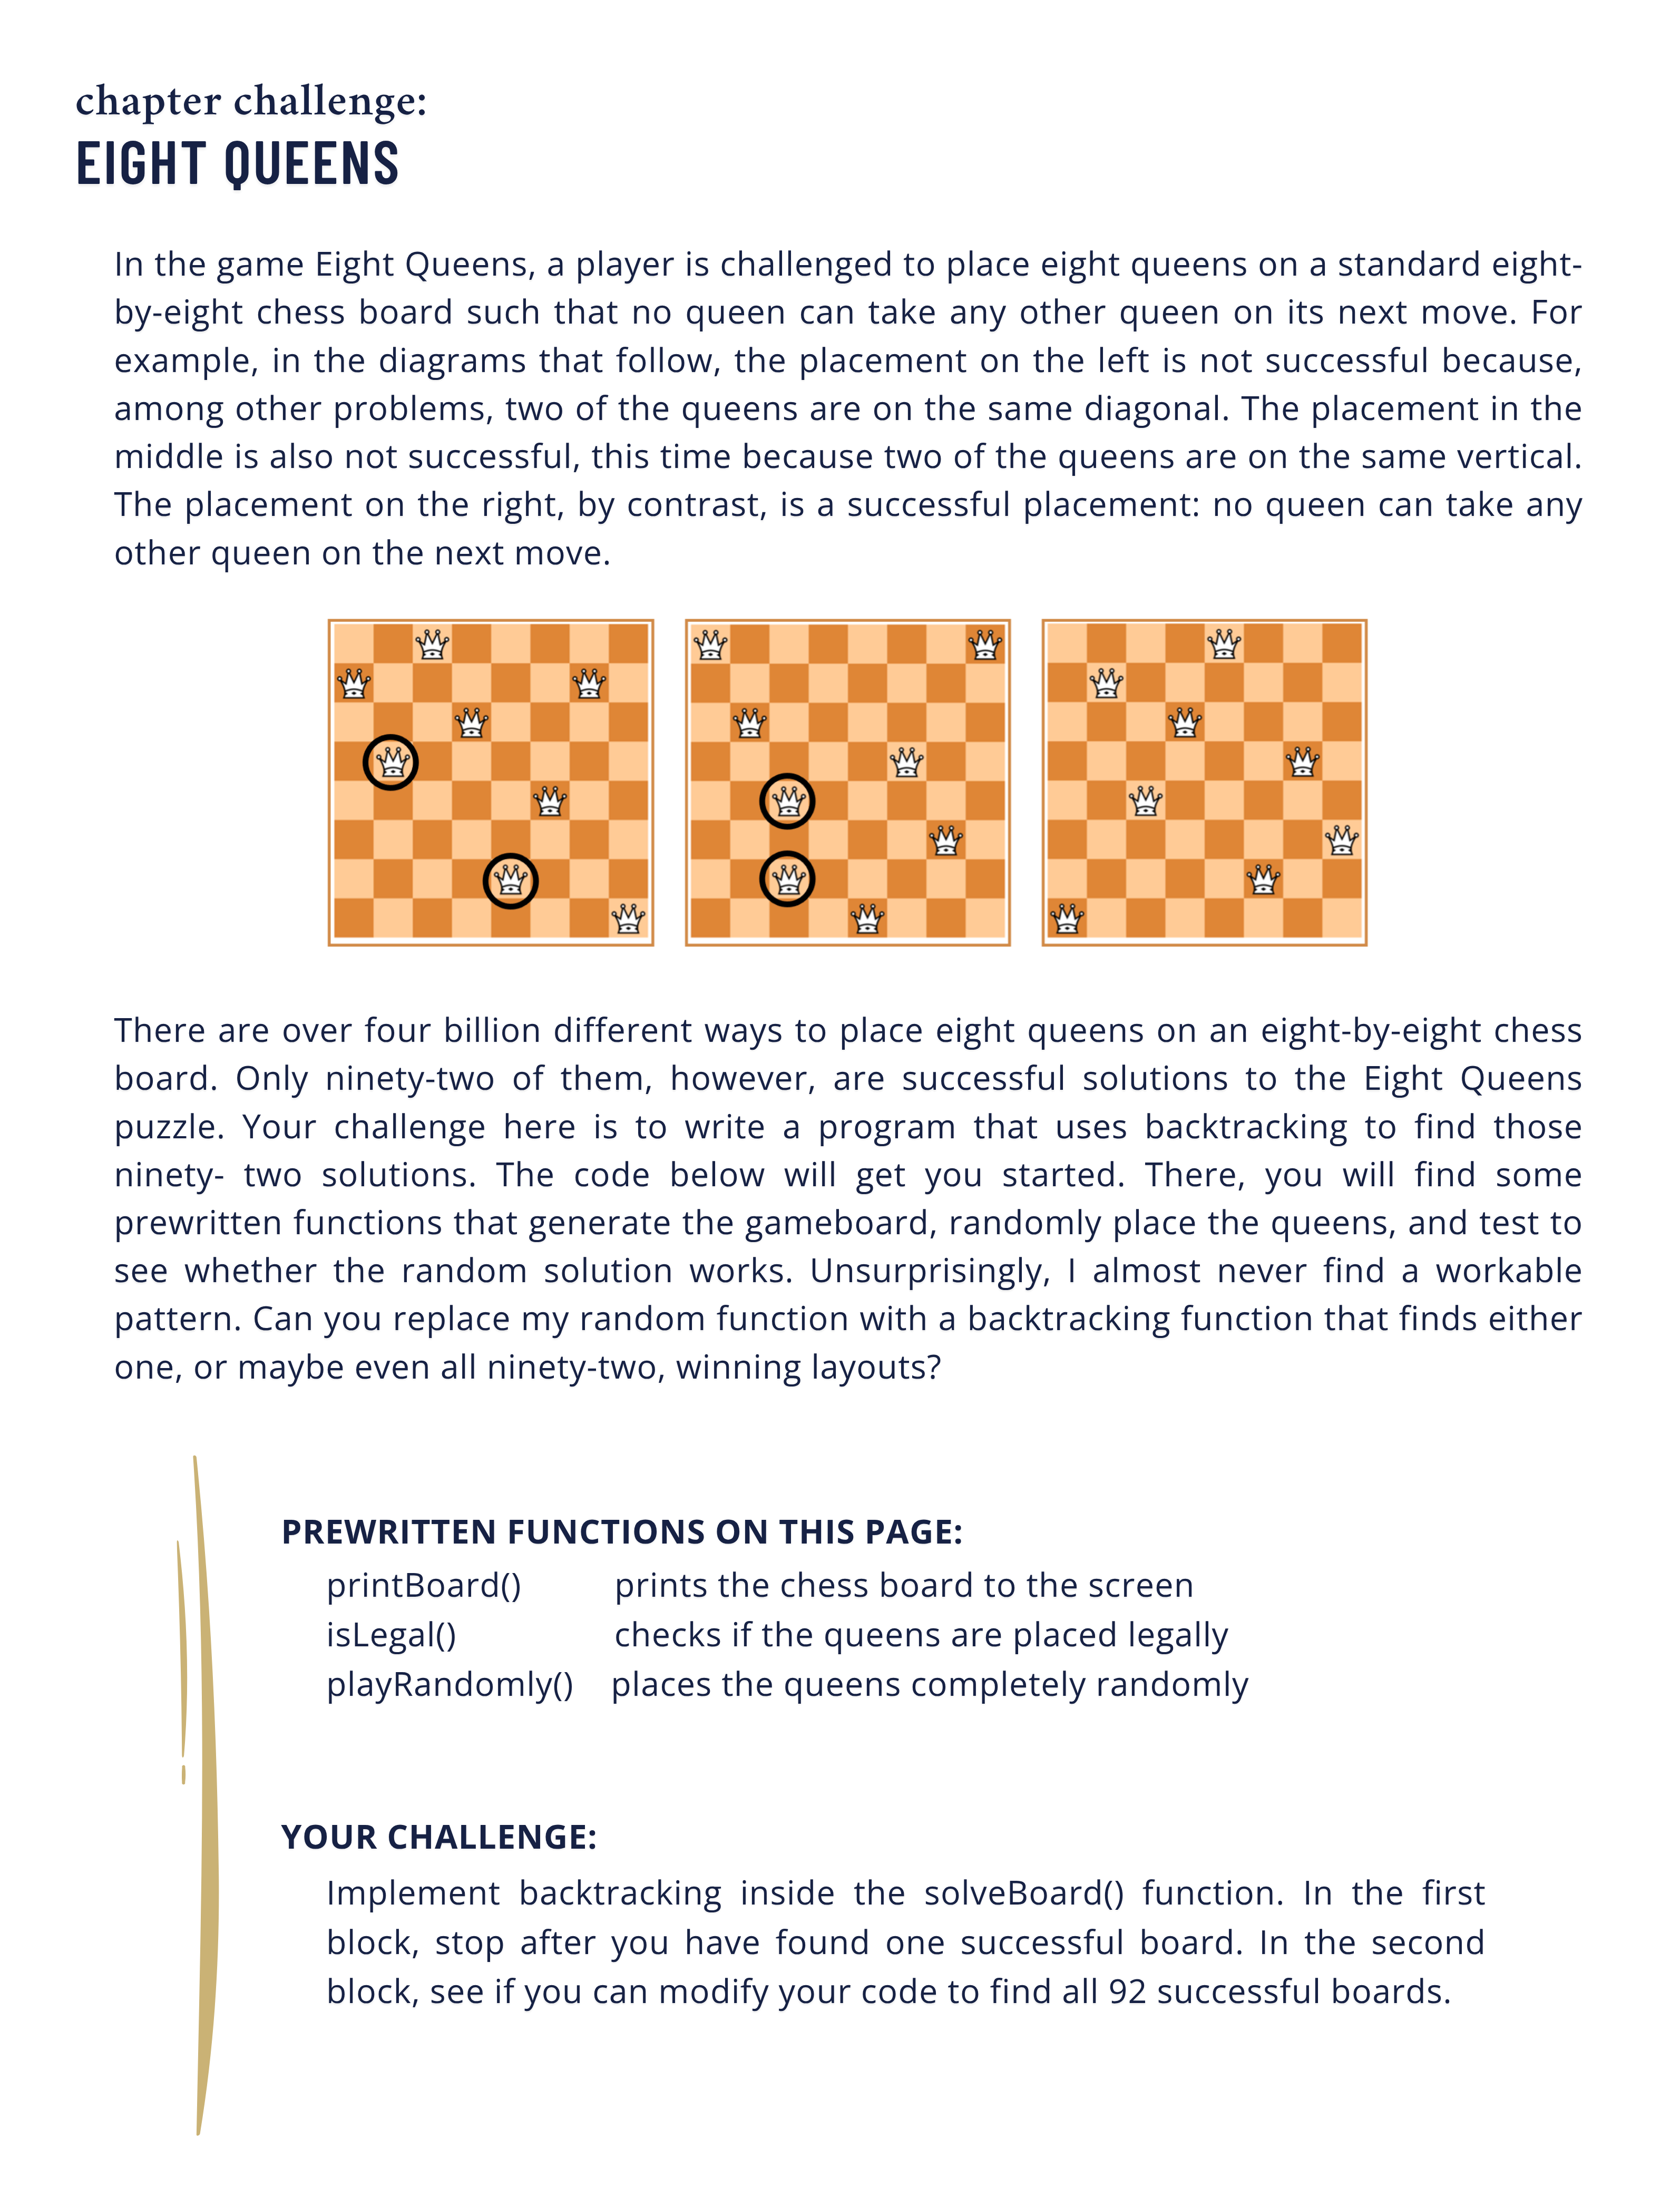 chapter challenge:
EIGHT QUEENS
In the game Eight Queens, a player is challenged to place eight queens on a standard eight-
by-eight chess board such that no queen can take any other queen on its next move. For
example, in the diagrams that follow, the placement on the left is not successful because,
among other problems, two of the queens are on the same diagonal. The placement in the
middle is also not successful, this time because two of the queens are on the same vertical.
The placement on the right, by contrast, is a successful placement: no queen can take any
other queen on the next move.
There are over four billion different ways to place eight queens on an eight-by-eight chess
board. Only ninety-two of them, however, are successful solutions to the Eight Queens
puzzle. Your challenge here is to write a program that uses backtracking to find those
ninety- two solutions. The code below will get you started. There, you will find some
prewritten functions that generate the gameboard, randomly place the queens, and test to
see whether the random solution works. Unsurprisingly, I almost never find a workable
pattern. Can you replace my random function with a backtracking function that finds either
one, or maybe even all ninety-two, winning layouts?
PREWRITTEN FUNCTIONS ON THIS PAGE:
printBoard() prints the chess board to the screen
isLegal() checks if the queens are placed legally
playRandomly() places the queens completely randomly
YOUR CHALLENGE:
Implement backtracking inside the solveBoard() function. In the first
block, stop after you have found one successful board. In the second
block, see if you can modify your code to find all 92 successful boards.